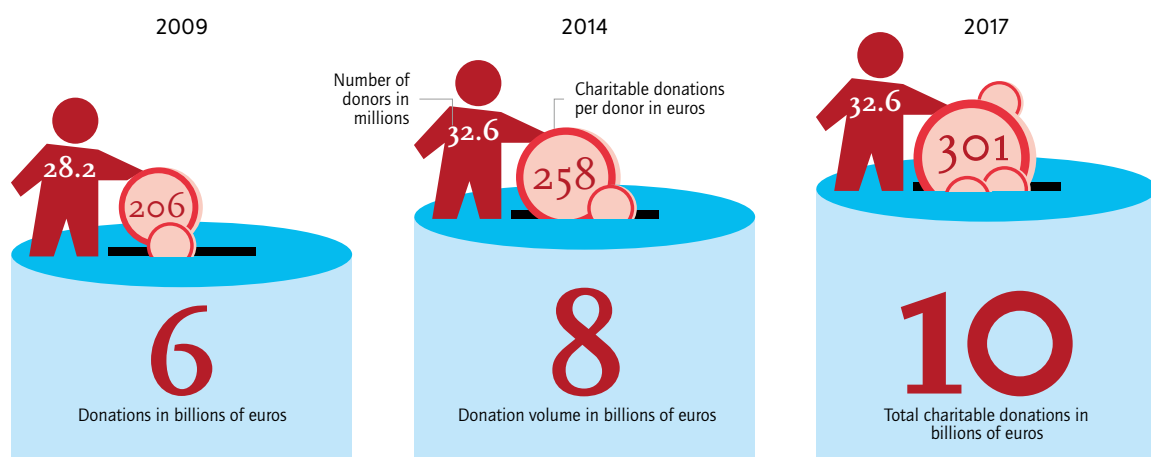 2009
28.2
206
6
Donations in billions of euros
2014
Number of
donors in
millions
Charitable donations
per donor in euros
32.6
258
8
Donation volume in billions of euros
2017
32.6
301
10
Total charitable donations in
billions of euros